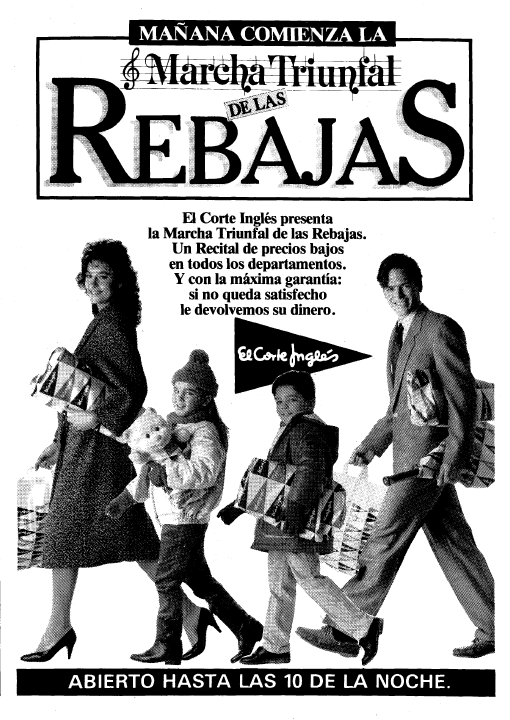 MAÑANA COMIENZA LA
Marcha Triunfal
DE LAS
REBAJAS
El Corte Inglés presenta
la Marcha Triunfal de las Rebajas.
Un Recital de precios bajos
en todos los departamentos.
Y con la máxima garantía:
si no queda satisfecho
le devolvemos su dinero.
El Corte Inglés
ABIERTO HASTA LAS 10 DE LA NOCHE.